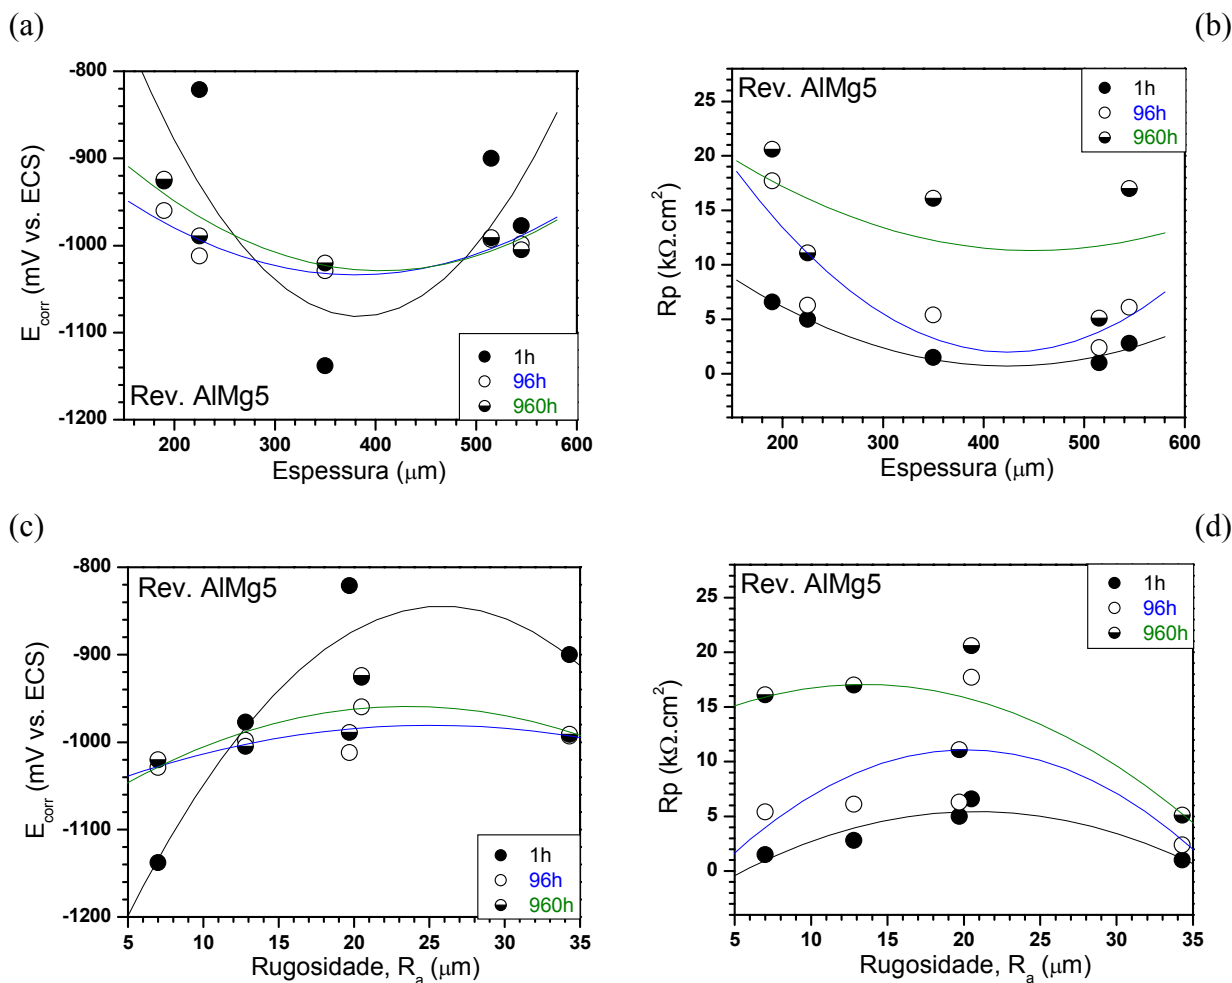 (a)
-800
-900
-1000
-1100
-1200
E_corr (mV vs. ECS)
Rev. AlMg5
1h
96h
960h
200 300 400 500 600
Espessura (μm)
(b)
Rev. AlMg5
1h
96h
960h
25
20
15
10
5
0
Rp (kΩ.cm²)
200 300 400 500 600
Espessura (μm)
(c)
-800
-900
-1000
-1100
-1200
E_corr (mV vs. ECS)
Rev. AlMg5
1h
96h
960h
5 10 15 20 25 30 35
Rugosidade, R_a (μm)
(d)
Rev. AlMg5
1h
96h
960h
25
20
15
10
5
0
Rp (kΩ.cm²)
5 10 15 20 25 30 35
Rugosidade, R_a (μm)